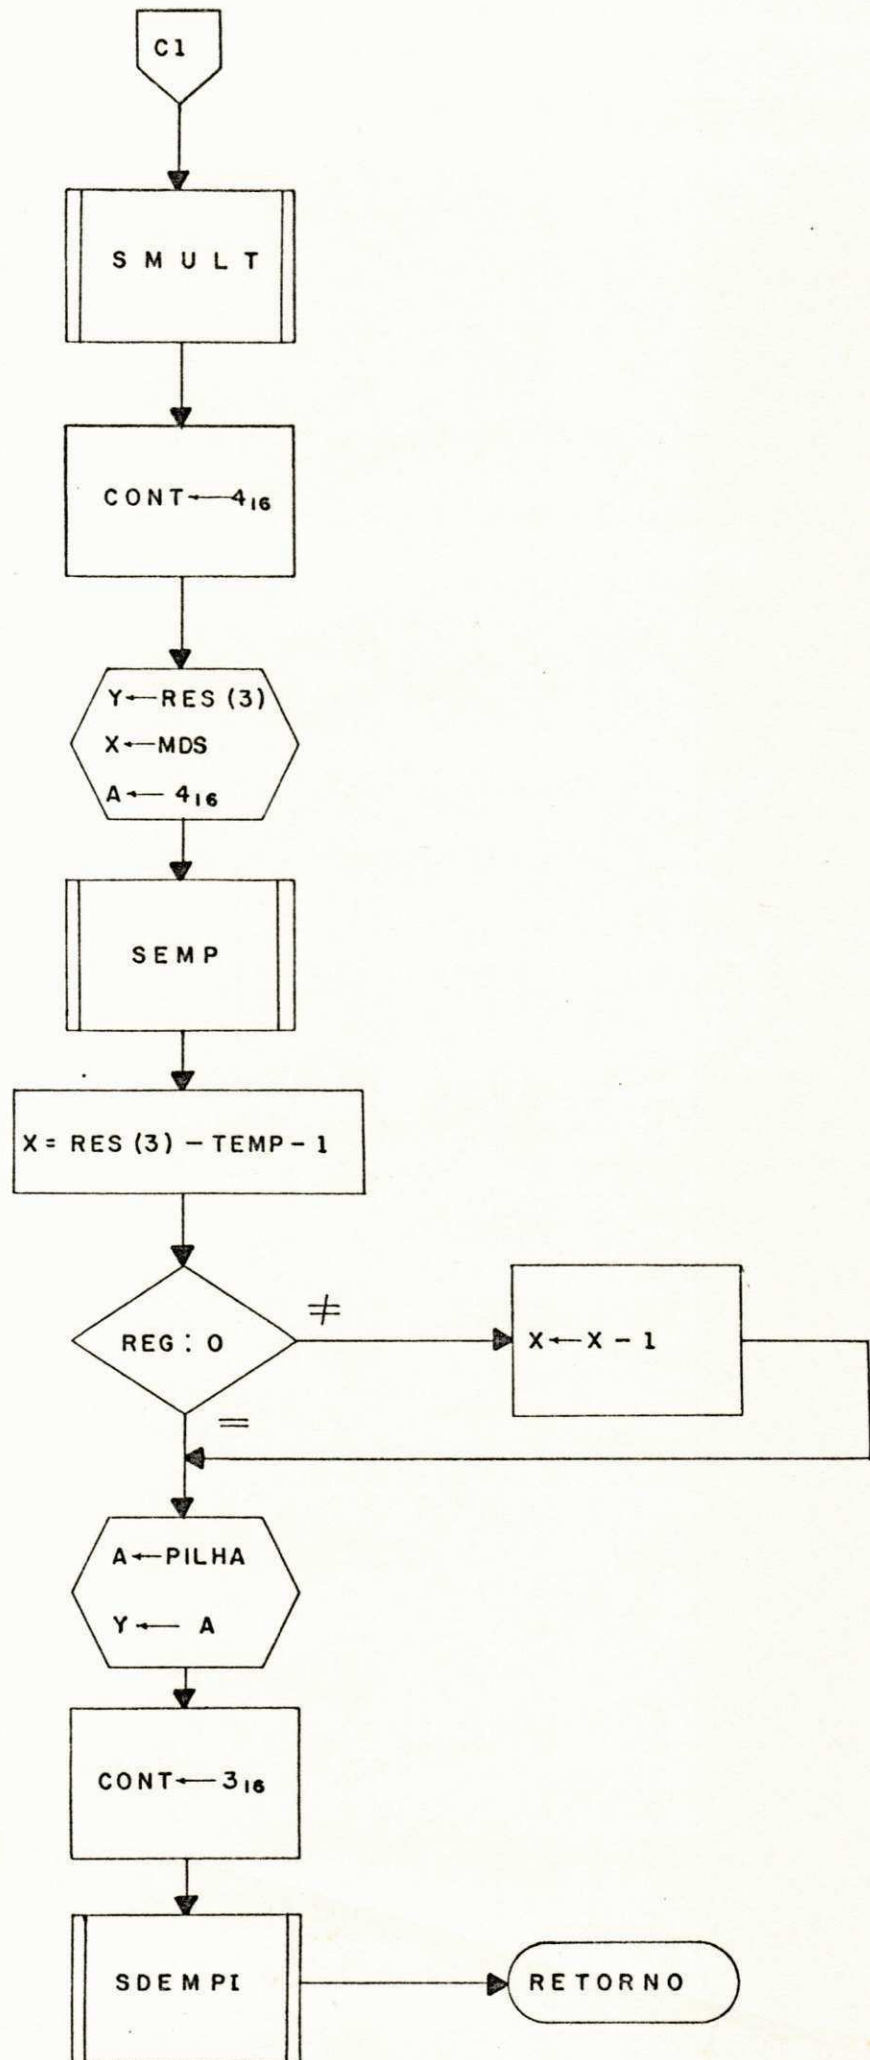 C1
SMULT
CONT←4₁₆
Y←RES (3)
X←MDS
A← 4₁₆
SEMP
X = RES (3) - TEMP - 1
≠
REG : 0
X←X - 1
=
A←PILHA
Y← A
CONT←3₁₆
SDEMPI
RETORNO